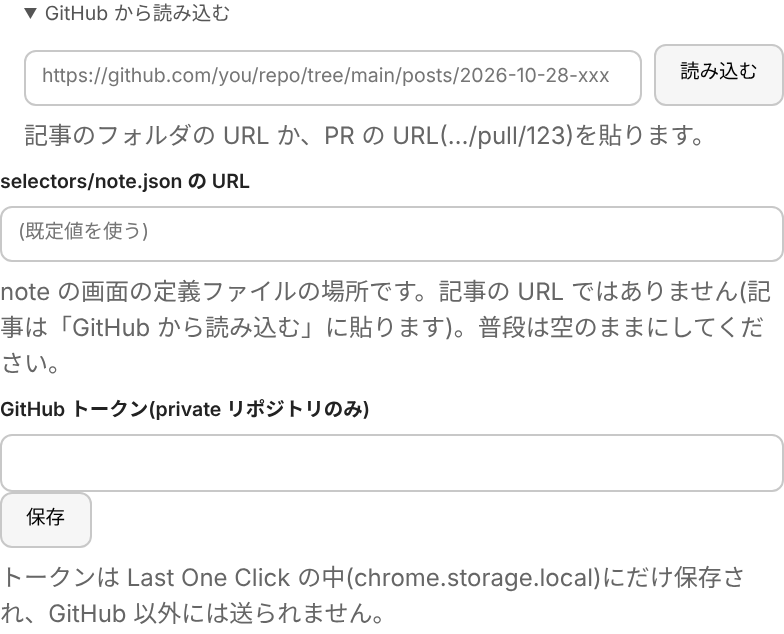 ▼ GitHub から読み込む
https://github.com/you/repo/tree/main/posts/2026-10-28-xxx
読み込む
記事のフォルダの URL か、PR の URL(.../pull/123)を貼ります。
selectors/note.json の URL
(既定値を使う)
note の画面の定義ファイルの場所です。記事の URL ではありません(記
事は「GitHub から読み込む」に貼ります)。普段は空のままにしてくだ
さい。
GitHub トークン(private リポジトリのみ)
保存
トークンは Last One Click の中(chrome.storage.local)にだけ保存さ
れ、GitHub 以外には送られません。